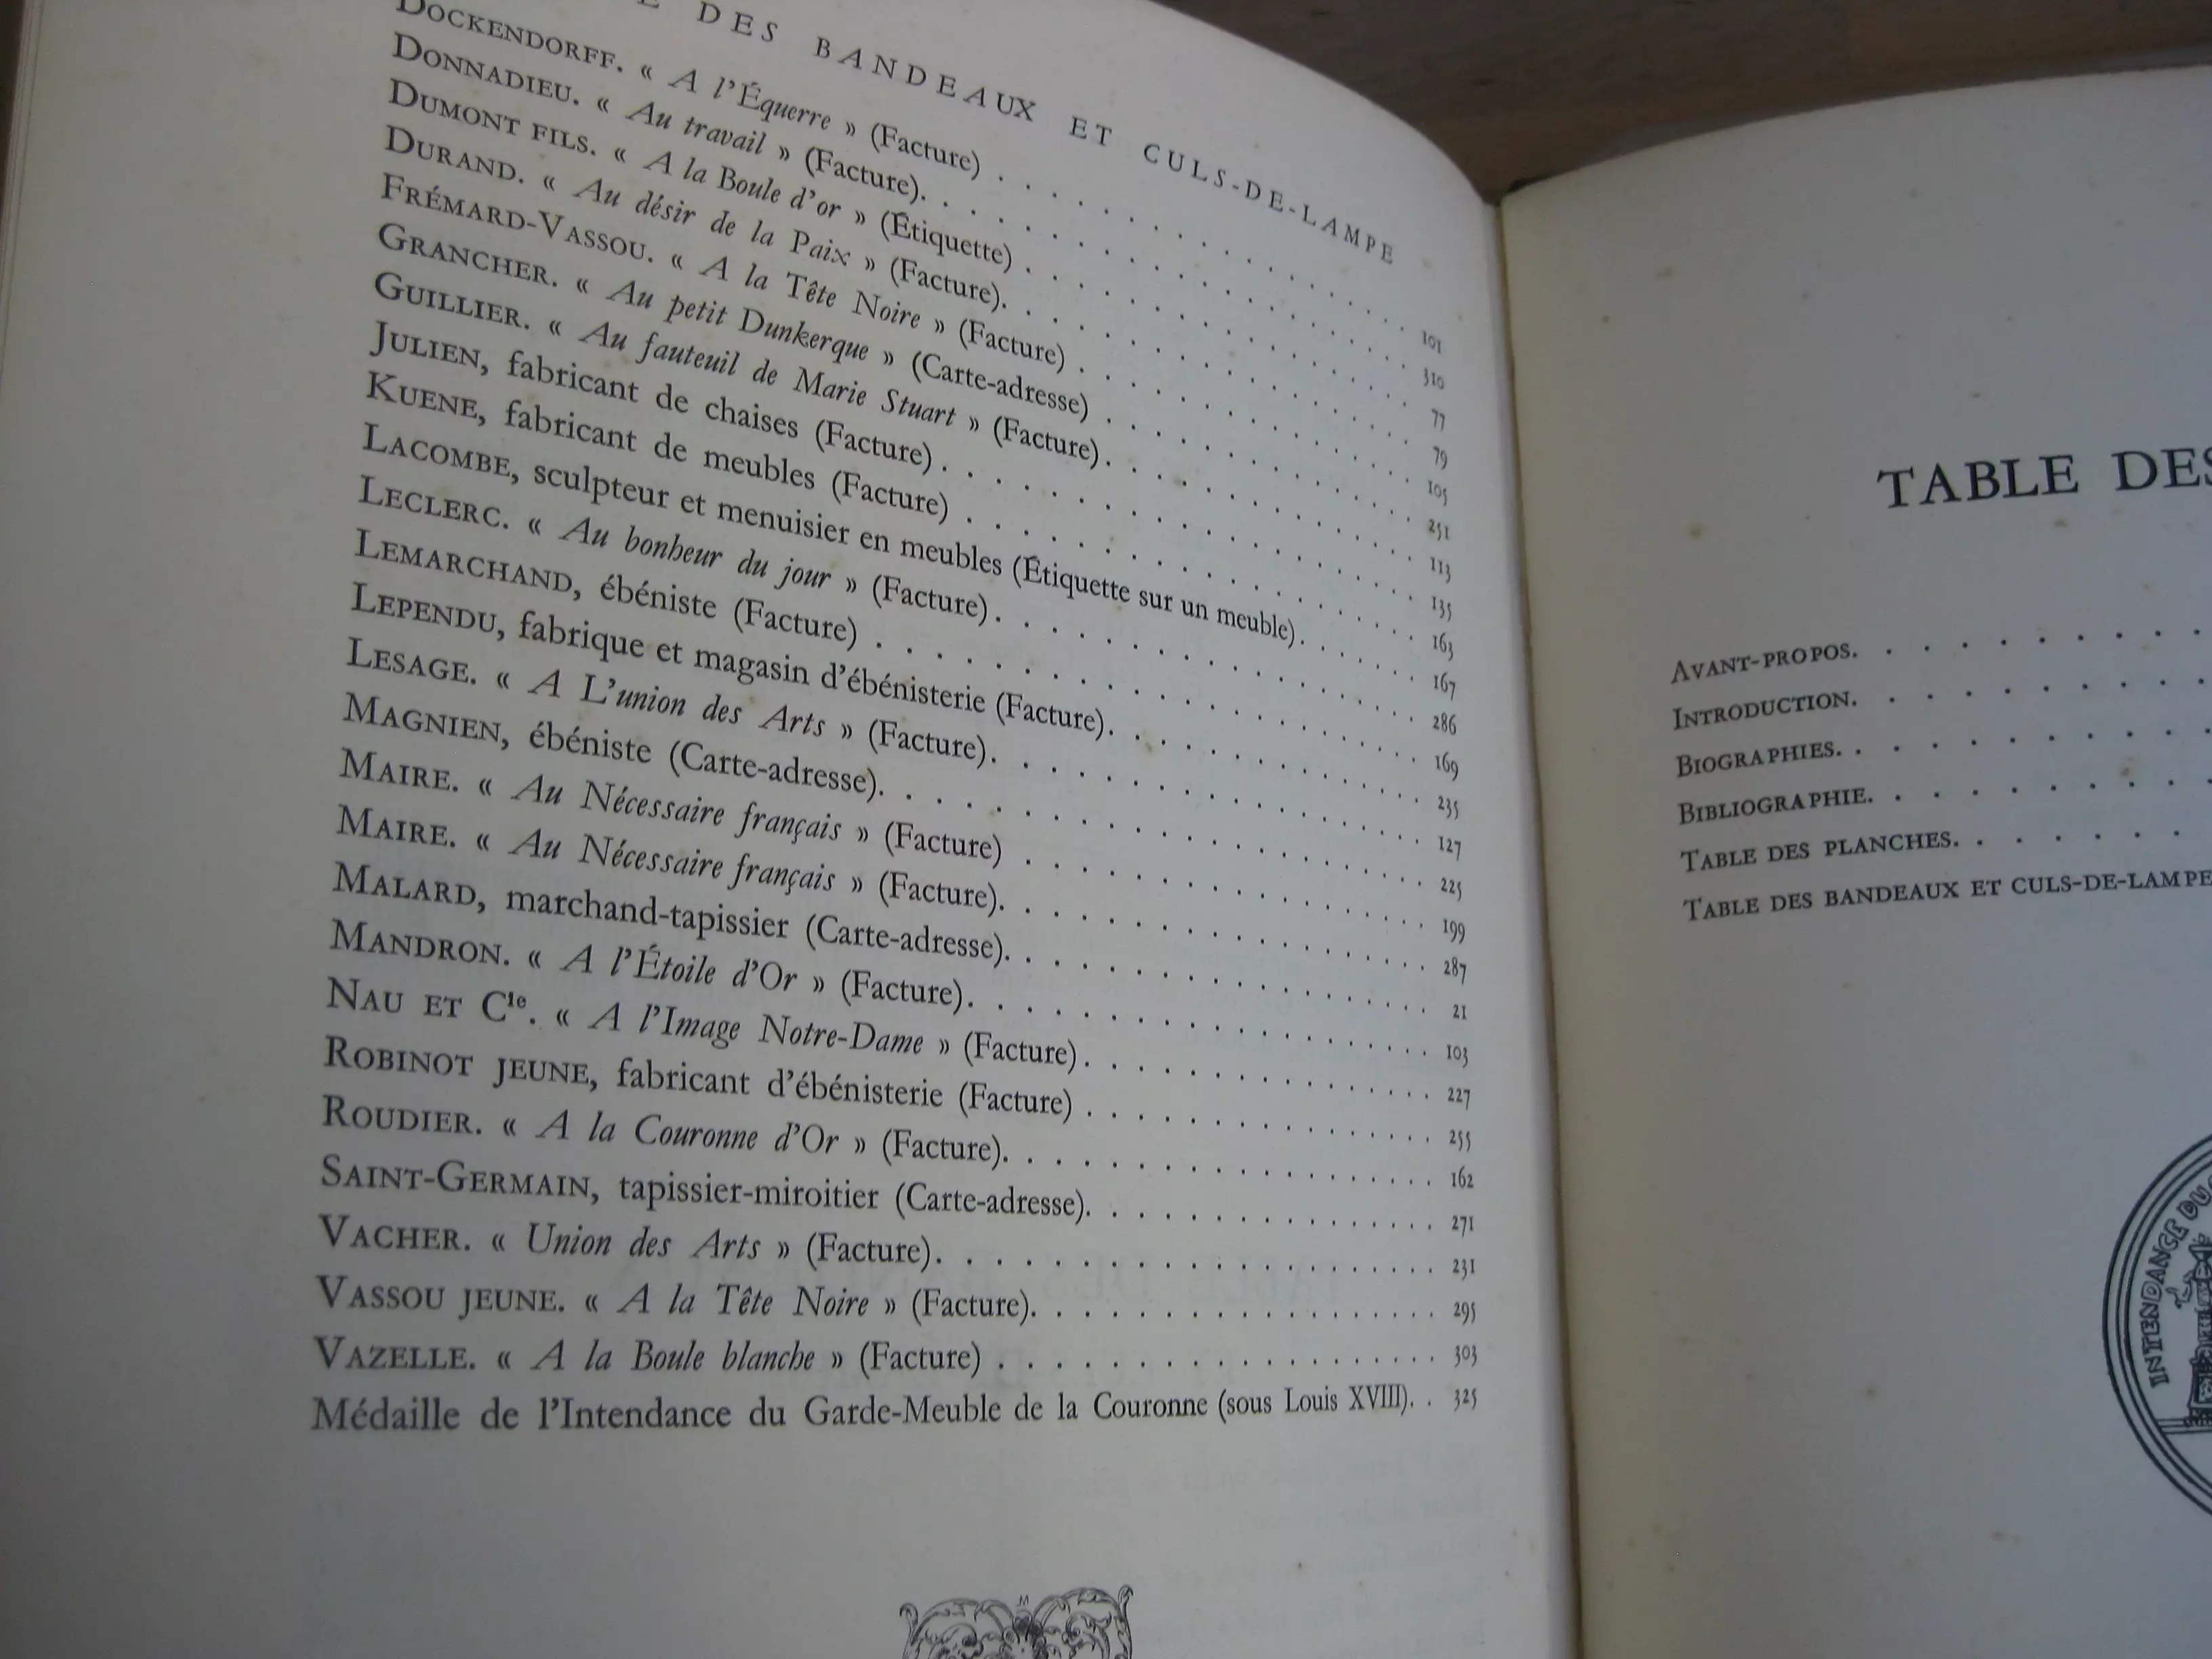 DES BANDEAUX ET CULS-DE-LAMPE
DOCKENDORFF. « A l'Équerre » (Facture) . . . . . 101
DONNADIEU. « Au travail » (Facture). . . . . 310
DUMONT FILS. « A la Boule d'or » (Étiquette) . . . . . 77
DURAND. « Au désir de la Paix » (Facture). . . . . 79
FRÉMARD-VASSOU. « A la Tête Noire » (Facture) . . . . . 105
GRANCHER. « Au petit Dunkerque » (Carte-adresse) . . . . . 251
GUILLIER. « Au fauteuil de Marie Stuart » (Facture). . . . . 113
JULIEN, fabricant de chaises (Facture) . . . . . 135
KUENE, fabricant de meubles (Facture) . . . . . 163
LACOMBE, sculpteur et menuisier en meubles (Étiquette sur un meuble). . . . . 167
LECLERC. « Au bonheur du jour » (Facture). . . . . 286
LEMARCHAND, ébéniste (Facture) . . . . . 169
LEPENDU, fabrique et magasin d'ébénisterie (Facture). . . . . 235
LESAGE. « A L'union des Arts » (Facture). . . . . 127
MAGNIEN, ébéniste (Carte-adresse). . . . . 225
MAIRE. « Au Nécessaire français » (Facture) . . . . . 199
MAIRE. « Au Nécessaire français » (Facture). . . . . 287
MALARD, marchand-tapissier (Carte-adresse). . . . . 21
MANDRON. « A l'Étoile d'Or » (Facture). . . . . 103
NAU ET Cie. « A l'Image Notre-Dame » (Facture). . . . . 227
ROBINOT JEUNE, fabricant d'ébénisterie (Facture) . . . . . 255
ROUDIER. « A la Couronne d'Or » (Facture). . . . . 162
SAINT-GERMAIN, tapissier-miroitier (Carte-adresse). . . . . 271
VACHER. « Union des Arts » (Facture). . . . . 231
VASSOU JEUNE. « A la Tête Noire » (Facture). . . . . 295
VAZELLE. « A la Boule blanche » (Facture) . . . . . 303
Médaille de l'Intendance du Garde-Meuble de la Couronne (sous Louis XVIII). . 325
TABLE DES
AVANT-PROPOS. . . . .
INTRODUCTION. . . . .
BIOGRAPHIES. . . . .
BIBLIOGRAPHIE. . . . .
TABLE DES PLANCHES. . . . .
TABLE DES BANDEAUX ET CULS-DE-LAMPE
INTENDANCE DU